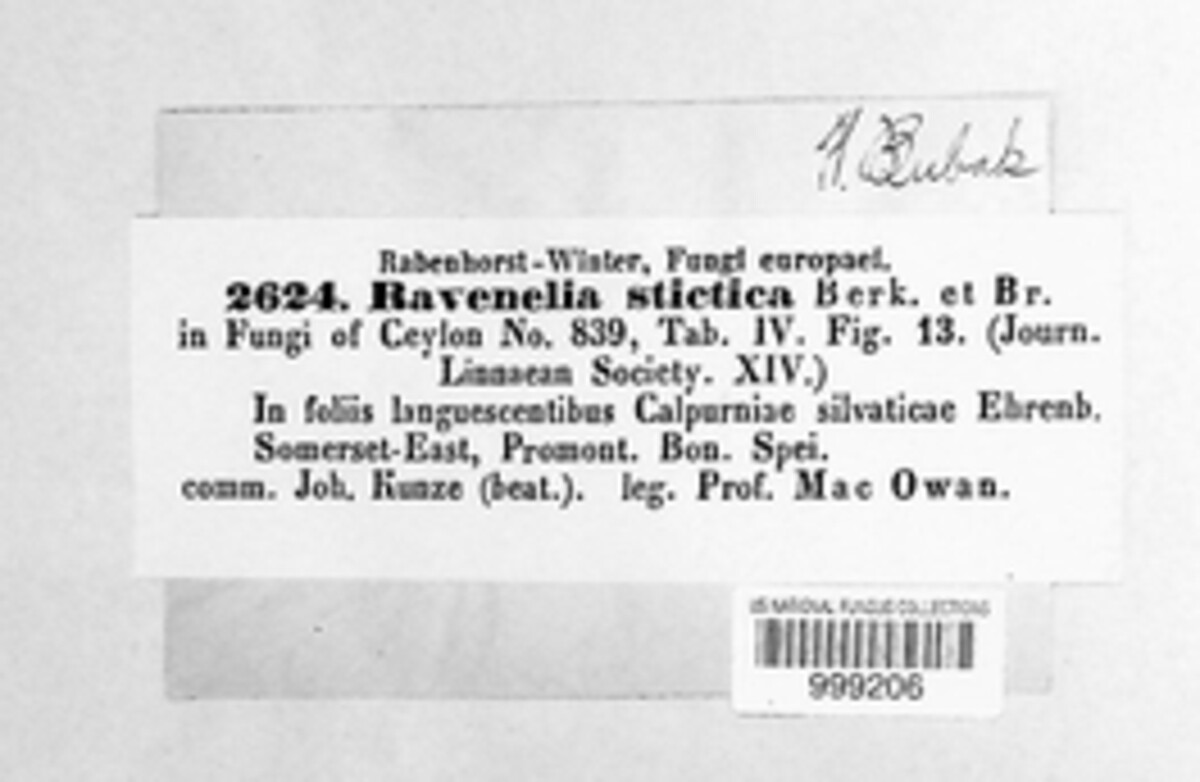 Bubak
Rabenhorst-Winter, Fungi europaei.
2624. Ravenelia stictica Berk. et Br.
in Fungi of Ceylon No. 839, Tab. IV. Fig. 13. (Journ.
Linnaean Society. XIV.)
In foliis languescentibus Calpurniae silvaticae Ehrenb.
Somerset-East, Promont. Bon. Spei.
comm. Joh. Kunze (beat.). leg. Prof. Mac Owan.
US NATIONAL FUNGUS COLLECTIONS
999206